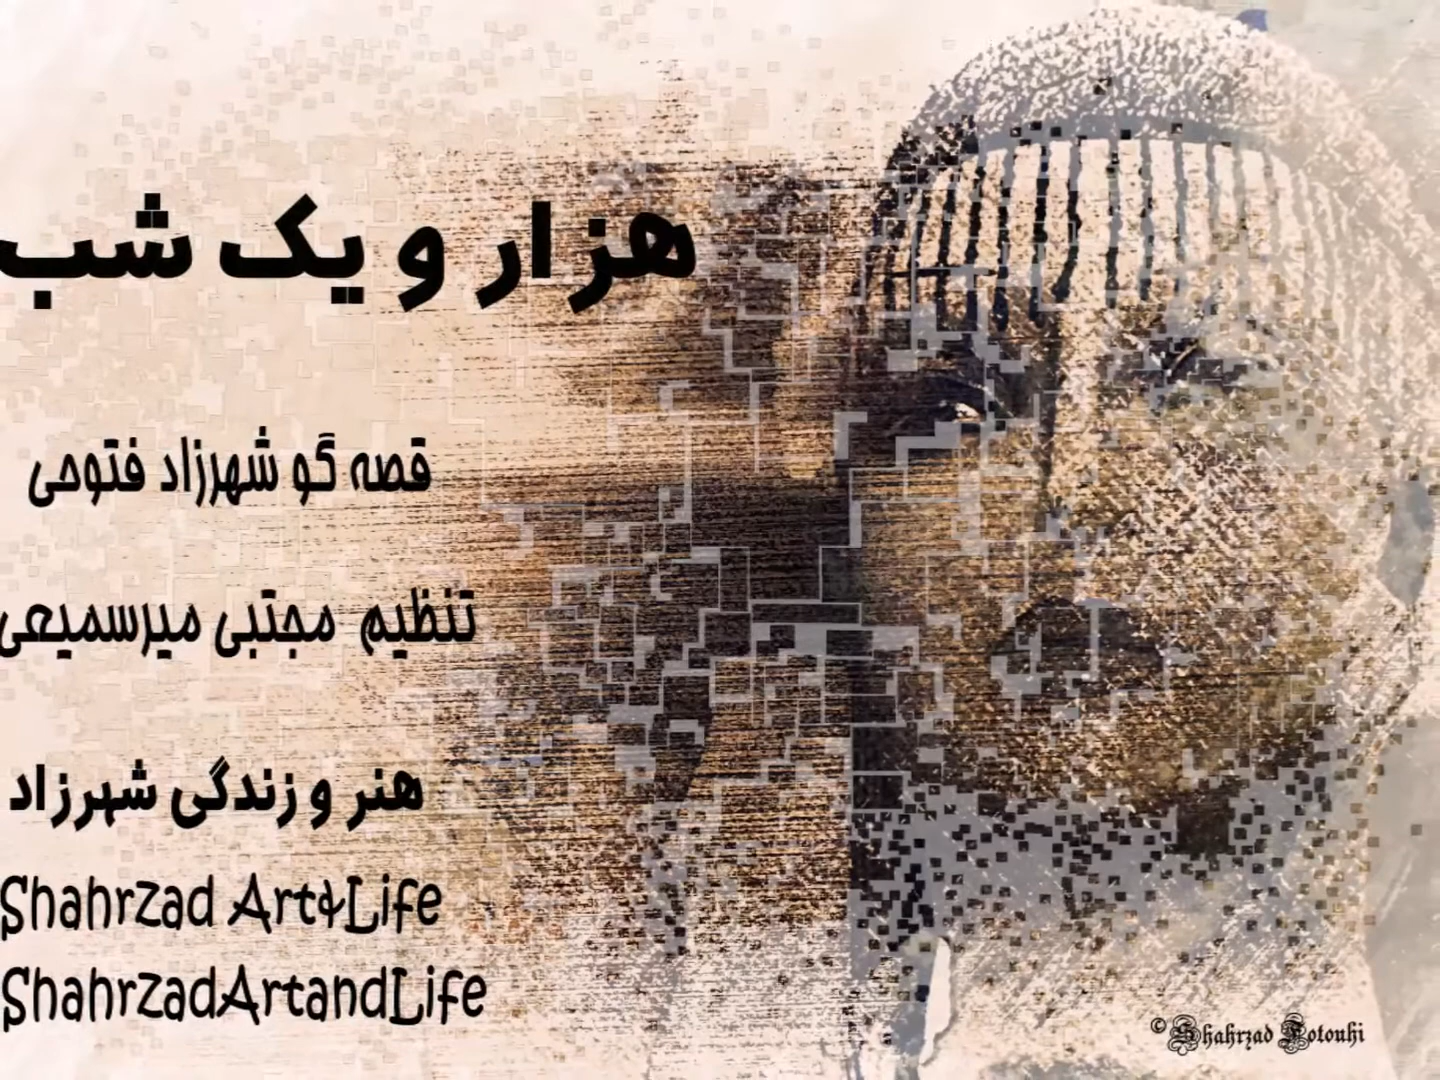 هزار و یک شب
قصه گو شهرزاد فتوحی
تنظیم مجتبی میرسمیعی
هنر و زندگی شهرزاد
Shahrzad Art&Life
ShahrzadArtandLife
© Shahrzad Fotouhi